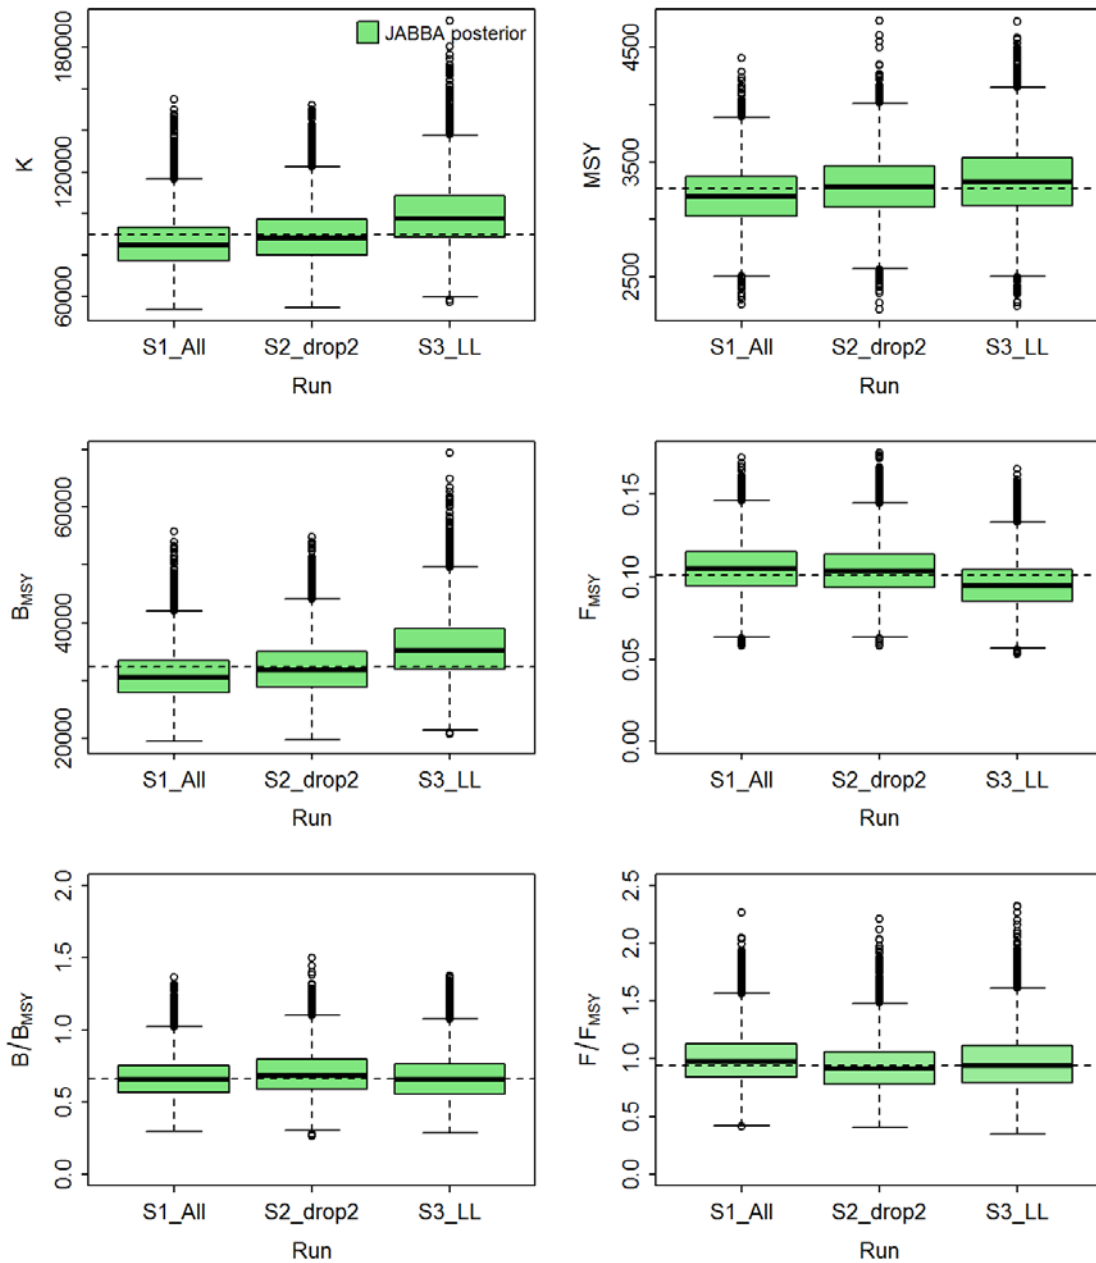 JABBA posterior
K
60000
120000
180000
S1_All
S2_drop2
S3_LL
Run
MSY
2500
3500
4500
S1_All
S2_drop2
S3_LL
Run
BMSY
20000
40000
60000
S1_All
S2_drop2
S3_LL
Run
FMSY
0.00
0.05
0.10
0.15
S1_All
S2_drop2
S3_LL
Run
B/BMSY
0.0
0.5
1.0
1.5
2.0
S1_All
S2_drop2
S3_LL
Run
F/FMSY
0.0
0.5
1.0
1.5
2.0
2.5
S1_All
S2_drop2
S3_LL
Run